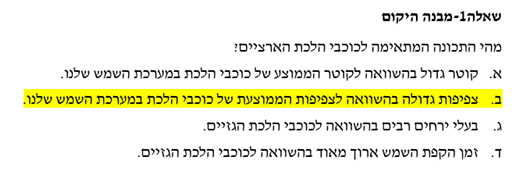 שאלה1-מבנה היקום
מהי התכונה המתאימה לכוכבי הלכת הארציים?
א. קוטר גדול בהשוואה לקוטר הממוצע של כוכבי הלכת במערכת השמש שלנו.
ב. צפיפות גדולה בהשוואה לצפיפות הממוצעת של כוכבי הלכת במערכת השמש שלנו.
ג. בעלי ירחים רבים בהשוואה לכוכבי הלכת הגזיים.
ד. זמן הקפת השמש ארוך מאוד בהשוואה לכוכבי הלכת הגזיים.